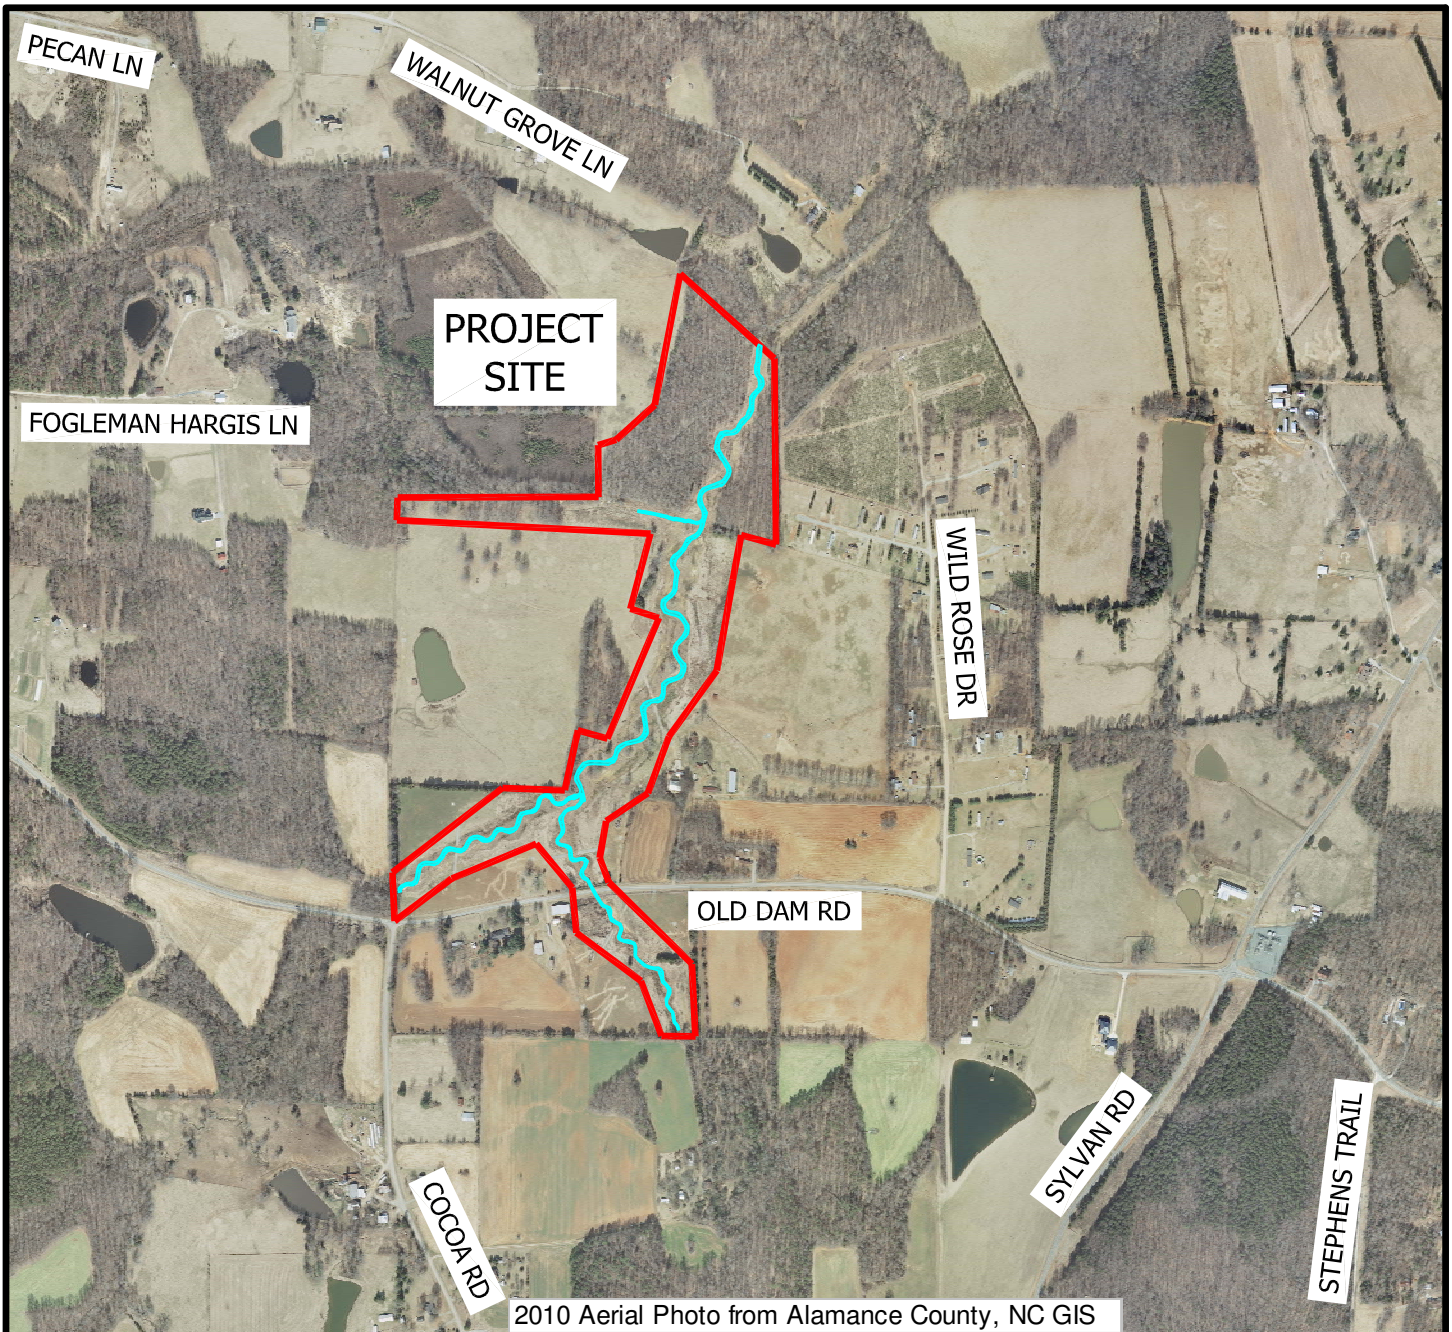 PECAN LN
WALNUT GROVE LN
PROJECT
SITE
FOGLEMAN HARGIS LN
WILD ROSE DR
OLD DAM RD
SYLVAN RD
STEPHENS TRAIL
COCOA RD
2010 Aerial Photo from Alamance County, NC GIS